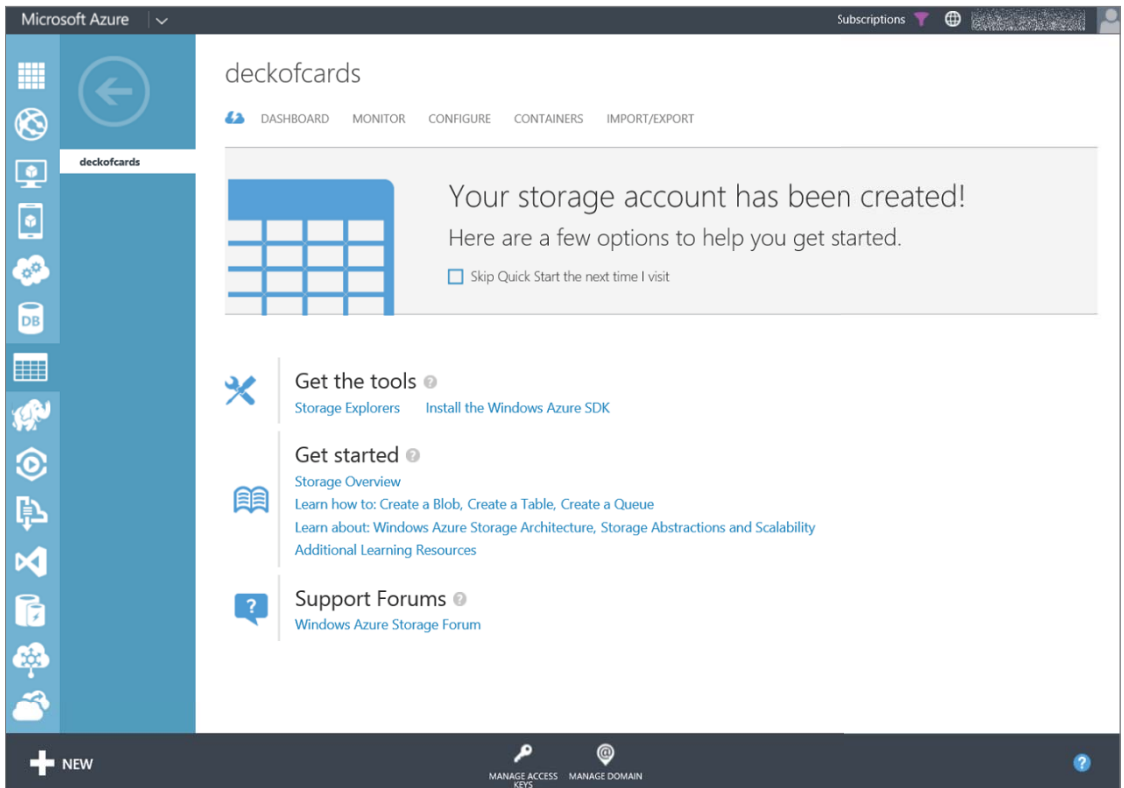 Microsoft Azure
Subscriptions
deckofcards
DASHBOARD MONITOR CONFIGURE CONTAINERS IMPORT/EXPORT
deckofcards
Your storage account has been created!
Here are a few options to help you get started.
Skip Quick Start the next time I visit
DB
Get the tools ?
Storage Explorers Install the Windows Azure SDK
Get started ?
Storage Overview
Learn how to: Create a Blob, Create a Table, Create a Queue
Learn about: Windows Azure Storage Architecture, Storage Abstractions and Scalability
Additional Learning Resources
? Support Forums ?
Windows Azure Storage Forum
NEW
MANAGE ACCESS
KEYS
@
MANAGE DOMAIN
?